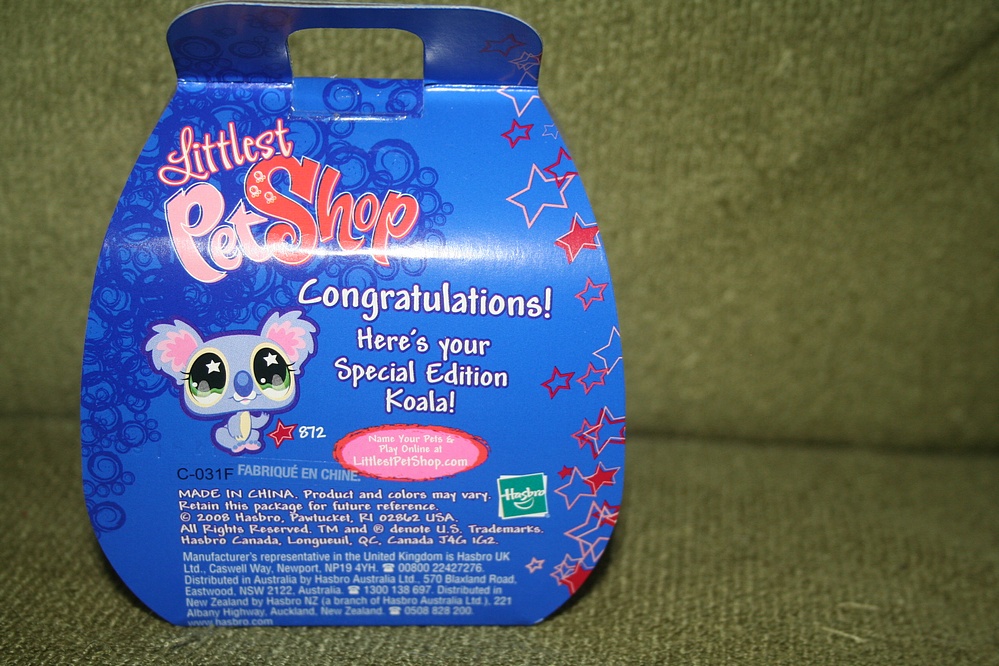 Littlest
PetShop
Congratulations!
Here's your
Special Edition
Koala!
872
Name Your Pets &
Play Online at
LittlestPetShop.com
C-031F FABRIQUÉ EN CHINE.
MADE IN CHINA. Product and colors may vary.
Retain this package for future reference.
© 2008 Hasbro, Pawtucket, RI 02862 USA.
All Rights Reserved. TM and ® denote U.S. Trademarks.
Hasbro Canada, Longueuil, QC, Canada J4G 1G2.
Hasbro
Manufacturer's representative in the United Kingdom is Hasbro UK
Ltd., Caswell Way, Newport. NP19 4YH. ☎ 00800 22427276.
Distributed in Australia by Hasbro Australia Ltd., 570 Blaxland Road,
Eastwood, NSW 2122, Australia. ☎ 1300 138 697. Distributed in
New Zealand by Hasbro NZ (a branch of Hasbro Australia Ltd.), 221
Albany Highway, Auckland, New Zealand. ☎ 0508 828 200.
www.hasbro.com